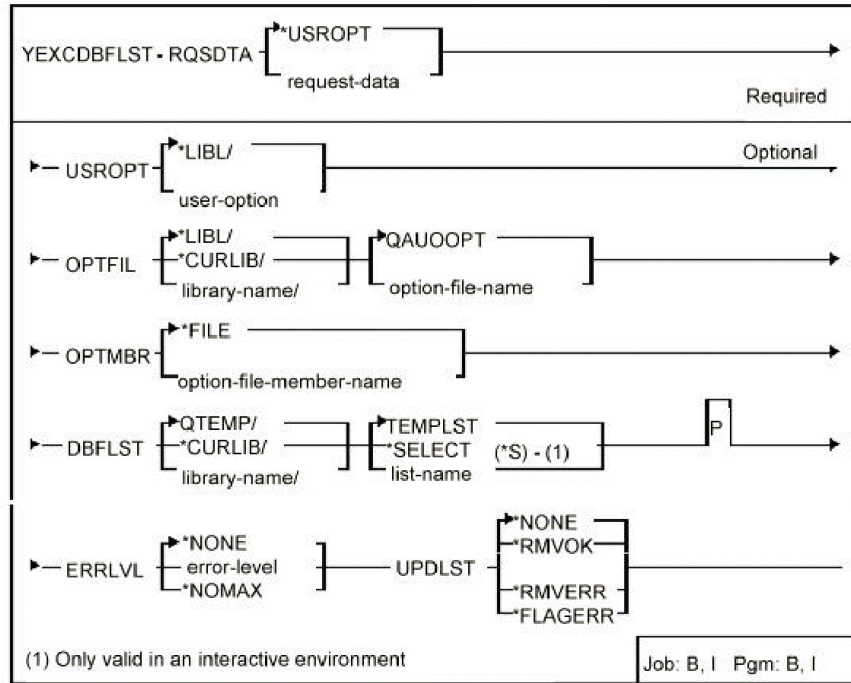 *USROPT
YEXCDBFLST - RQSDTA
request-data
Required
*LIBL/
Optional
USROPT
user-option
*LIBL/
QAUOOPT
*CURLIB/
OPTFIL
library-name/
option-file-name
*FILE
OPTMBR
option-file-member-name
QTEMP/
TEMPLST
P
*CURLIB/
*SELECT (*S) - (1)
DBFLST
library-name/
list-name
*NONE
*NONE
*RMVOK
ERRLVL
error-level
UPDLST
*NOMAX
*RMVERR
*FLAGERR
(1) Only valid in an interactive environment
Job: B, I Pgm: B, I